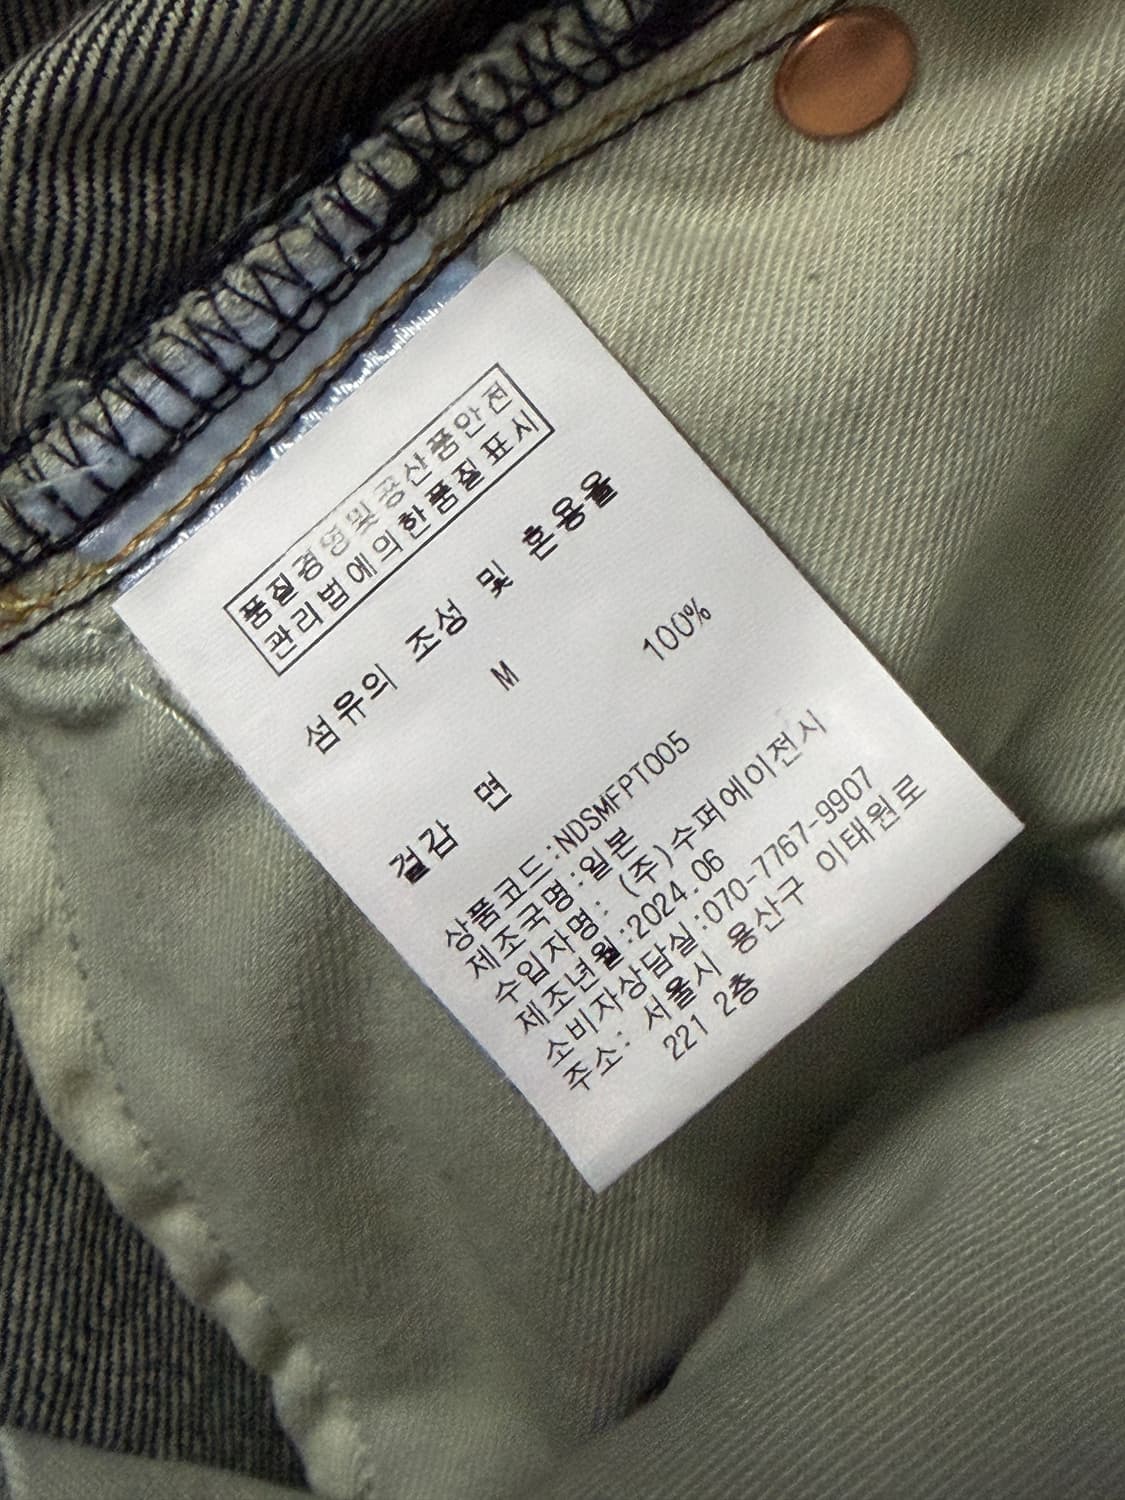 품질경영및공산품안전
관리법에의한품질표시
섬유의 조성 및 혼용율
M
겉감 면 100%
상품코드:NDSMFPT005
제조국명:일본
수입자명: (주)수퍼에이전시
제조년월:2024.06
소비자상담실:070-7767-9907
주소: 서울시 용산구 이태원로
221 2층